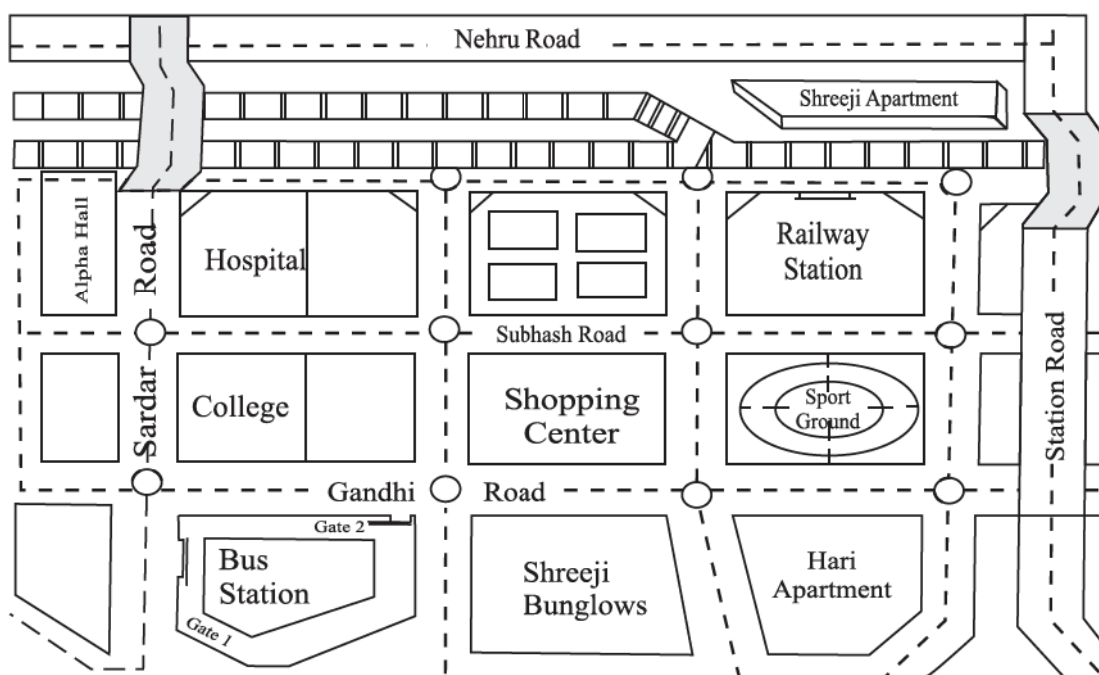 Nehru Road
Shreeji Apartment
Alpha Hall
Sardar Road
Hospital
Railway
Station
Subhash Road
College
Shopping
Center
Sport
Ground
Station Road
Gandhi Road
Gate 2
Bus
Station
Gate 1
Shreeji
Bunglows
Hari
Apartment